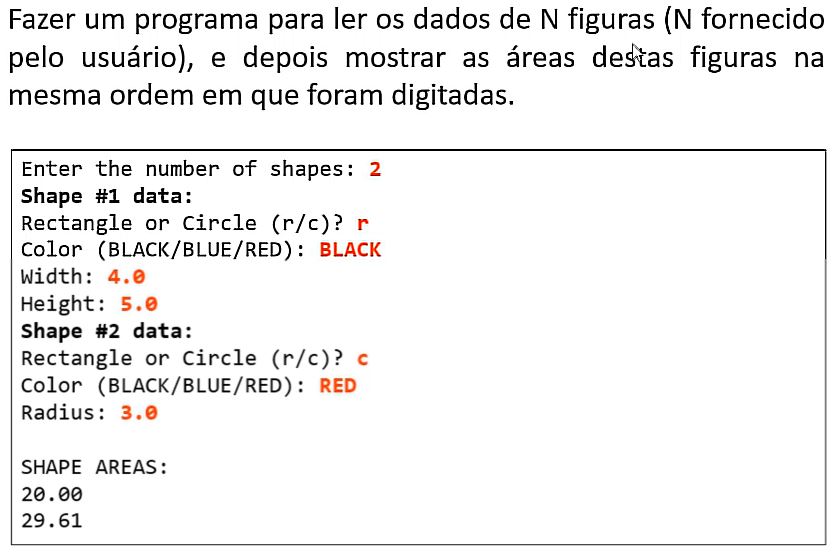 Fazer um programa para ler os dados de N figuras (N fornecido
pelo usuário), e depois mostrar as áreas destas figuras na
mesma ordem em que foram digitadas.
Enter the number of shapes: 2
Shape #1 data:
Rectangle or Circle (r/c)? r
Color (BLACK/BLUE/RED): BLACK
Width: 4.0
Height: 5.0
Shape #2 data:
Rectangle or Circle (r/c)? c
Color (BLACK/BLUE/RED): RED
Radius: 3.0
SHAPE AREAS:
20.00
29.61